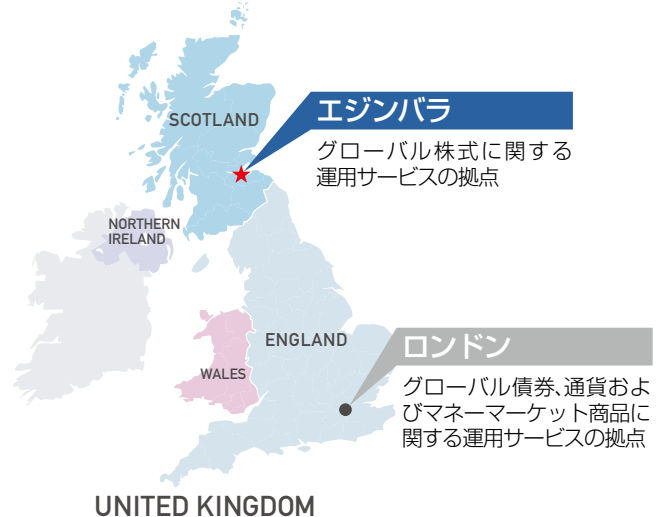 SCOTLAND
エジンバラ
グローバル株式に関する
運用サービスの拠点
NORTHERN
IRELAND
ENGLAND
WALES
ロンドン
グローバル債券、通貨およ
びマネーマーケット商品に
関する運用サービスの拠点
UNITED KINGDOM